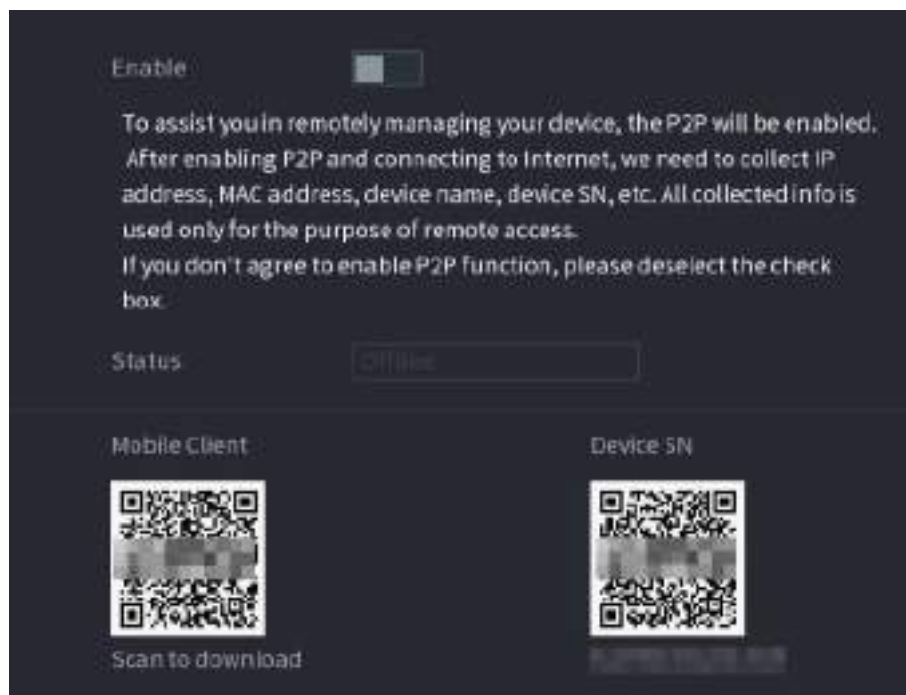 Enable
To assist you in remotely managing your device, the P2P will be enabled.
After enabling P2P and connecting to Internet, we need to collect IP
address, MAC address, device name, device SN, etc. All collected info is
used only for the purpose of remote access.
If you don't agree to enable P2P function, please deselect the check
box.
Status
Offline
Mobile Client
Device SN
Scan to download